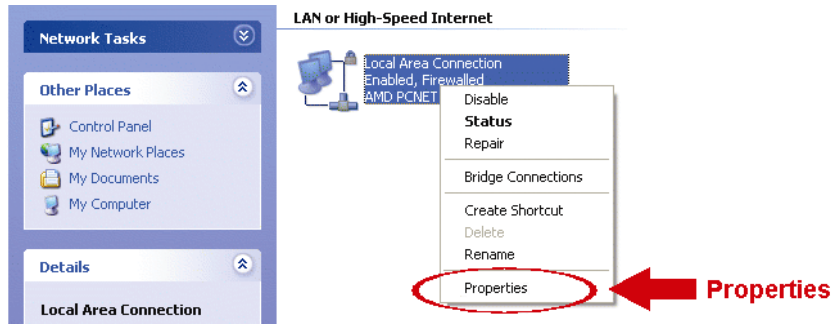 Network Tasks
Other Places
Control Panel
My Network Places
My Documents
My Computer
Details
Local Area Connection
LAN or High-Speed Internet
Local Area Connection
Enabled, Firewalled
AMD PCNET
Disable
Status
Repair
Bridge Connections
Create Shortcut
Delete
Rename
Properties
Properties